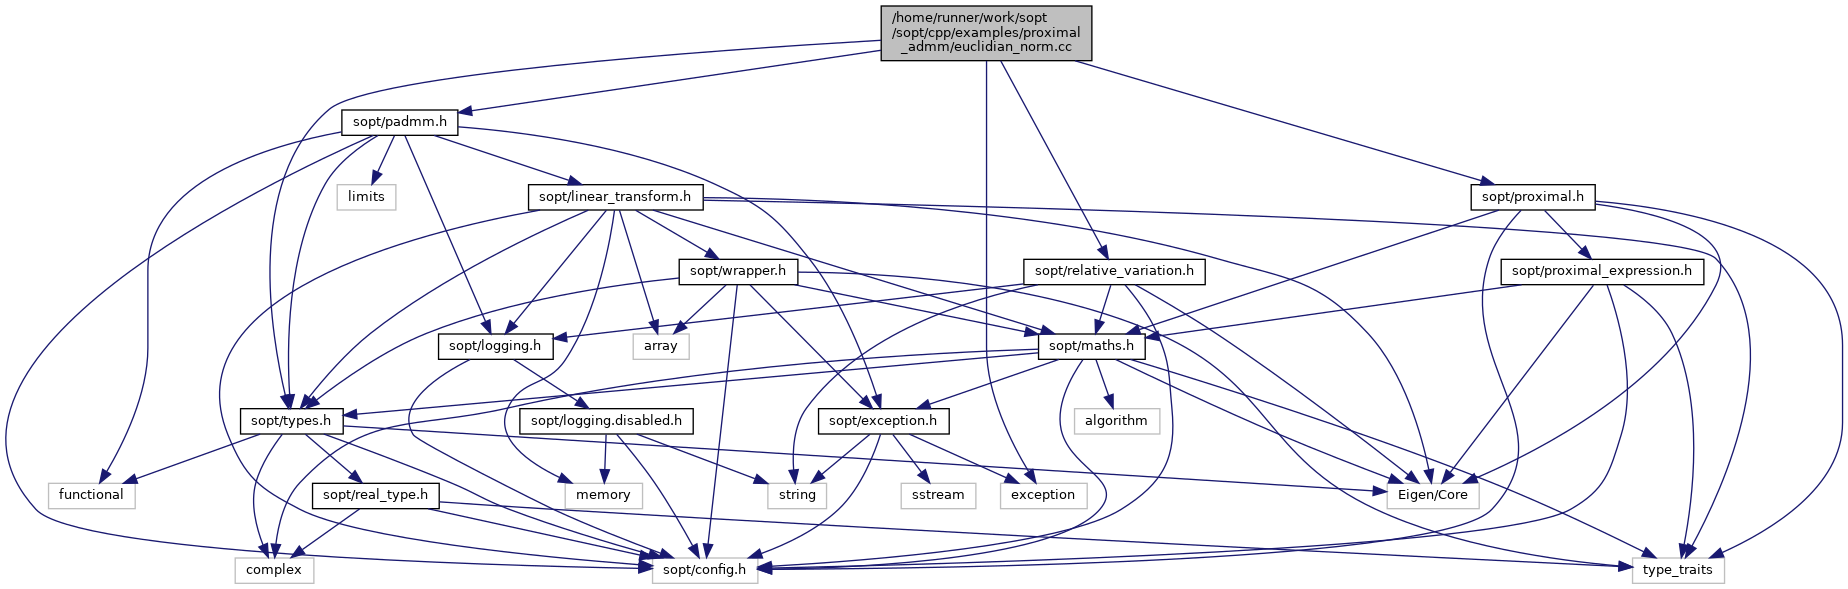 /home/runner/work/sopt
/sopt/cpp/examples/proximal
_admm/euclidian_norm.cc
sopt/padmm.h
limits
sopt/linear_transform.h
sopt/proximal.h
sopt/wrapper.h
sopt/relative_variation.h
sopt/proximal_expression.h
sopt/logging.h
array
sopt/maths.h
sopt/types.h
sopt/logging.disabled.h
sopt/exception.h
algorithm
functional
sopt/real_type.h
memory
string
sstream
exception
Eigen/Core
complex
sopt/config.h
type_traits